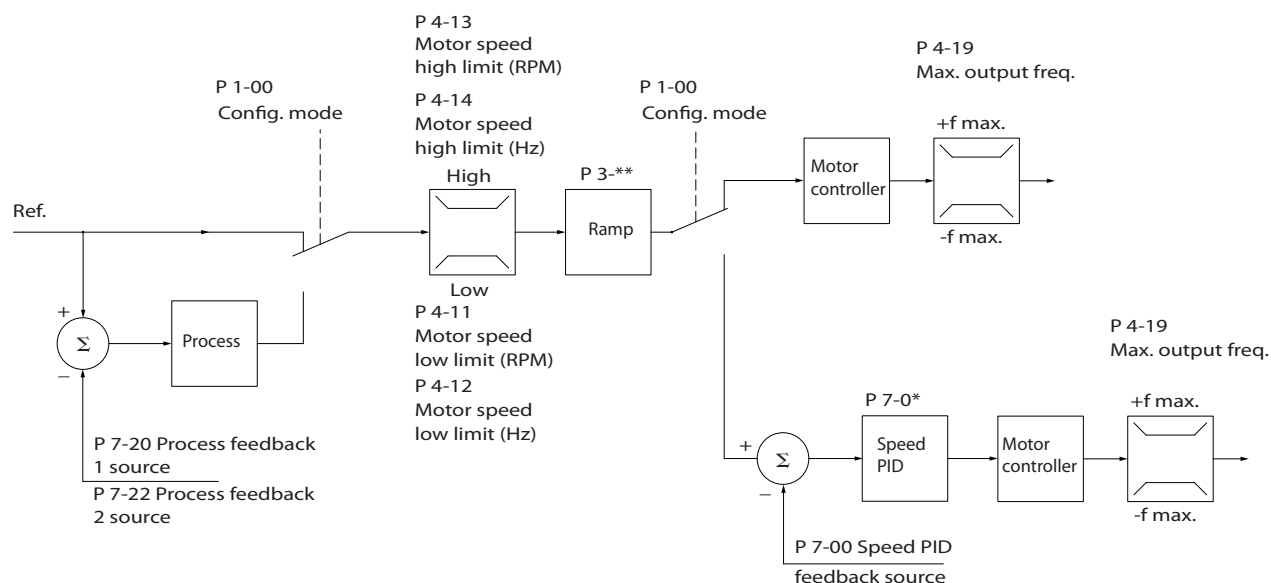 P 4-13
Motor speed
high limit (RPM)
P 4-14
Motor speed
high limit (Hz)
P 4-19
Max. output freq.
P 1-00
Config. mode
P 1-00
Config. mode
+f max.
High
P 3-**
Motor
controller
Ref.
Ramp
-f max.
Low
P 4-11
Motor speed
low limit (RPM)
P 4-12
Motor speed
low limit (Hz)
+
Σ
−
Process
P 7-20 Process feedback
1 source
P 7-22 Process feedback
2 source
P 4-19
Max. output freq.
P 7-0*
+f max.
+
Σ
−
Speed
PID
Motor
controller
-f max.
P 7-00 Speed PID
feedback source